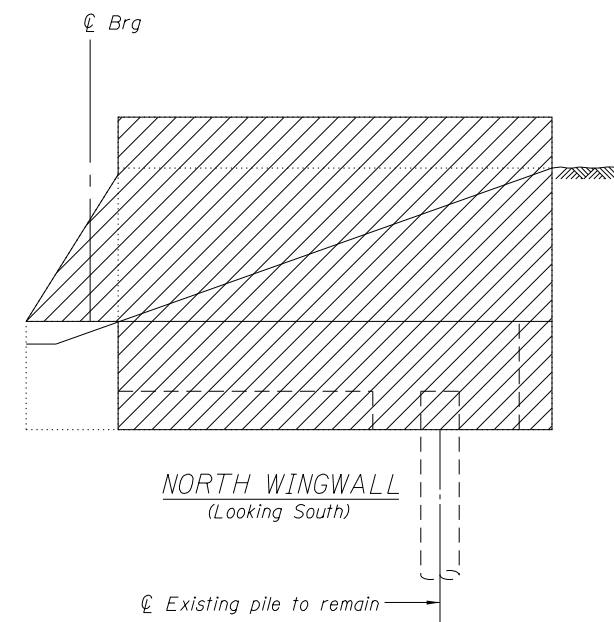 ℄ Brg
NORTH WINGWALL
(Looking South)
℄ Existing pile to remain